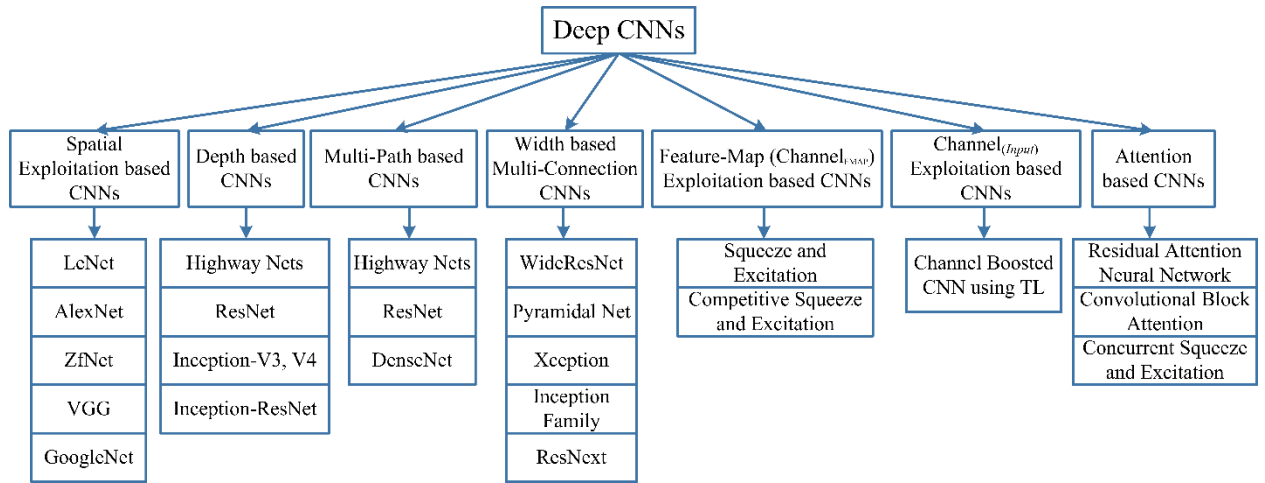 Deep CNNs
Spatial
Exploitation based
CNNs
Depth based
CNNs
Multi-Path based
CNNs
Width based
Multi-Connection
CNNs
Feature-Map (ChannelFMAP)
Exploitation based CNNs
Channel(Input)
Exploitation based
CNNs
Attention
based CNNs
LeNet
AlexNet
ZfNet
VGG
GoogleNet
Highway Nets
ResNet
Inception-V3, V4
Inception-ResNet
Highway Nets
ResNet
DenseNet
WideResNet
Pyramidal Net
Xception
Inception
Family
ResNext
Squeeze and
Excitation
Competitive Squeeze
and Excitation
Channel Boosted
CNN using TL
Residual Attention
Neural Network
Convolutional Block
Attention
Concurrent Squeeze
and Excitation